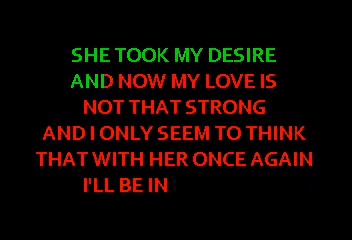 SHE TOOK MY DESIRE
AND NOW MY LOVE IS
NOT THAT STRONG
AND I ONLY SEEM TO THINK
THAT WITH HER ONCE AGAIN
I'LL BE IN